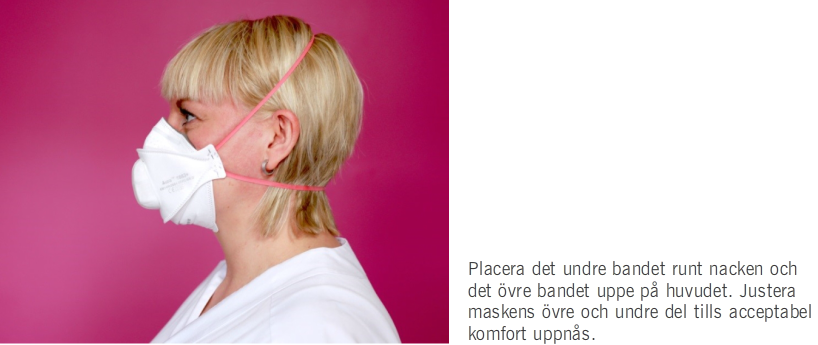 Placera det undre bandet runt nacken och
det övre bandet uppe på huvudet. Justera
maskens övre och undre del tills acceptabel
komfort uppnås.